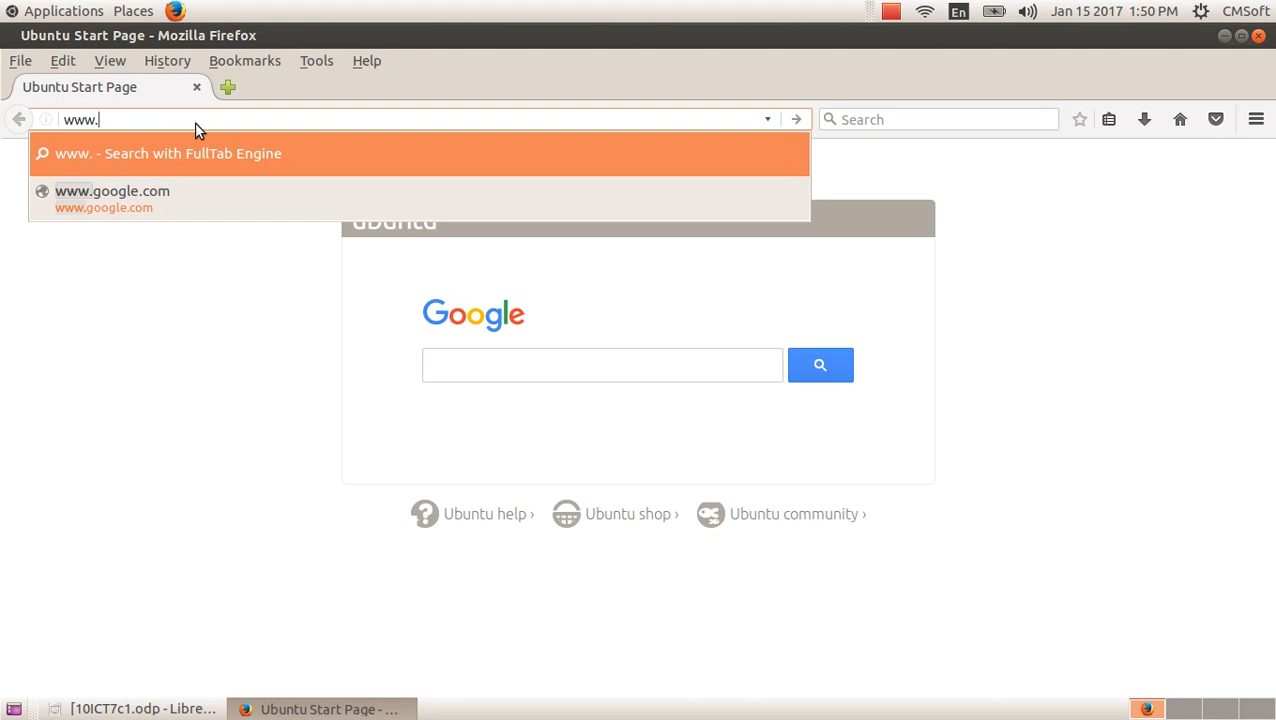 Applications Places En Jan 15 2017 1:50 PM CMSoft
Ubuntu Start Page - Mozilla Firefox
File Edit View History Bookmarks Tools Help
Ubuntu Start Page
www. Search
www. - Search with FullTab Engine
www.google.com
www.google.com
ubuntu
Google
Ubuntu help › Ubuntu shop › Ubuntu community ›
[10ICT7c1.odp - Libre... Ubuntu Start Page - ...